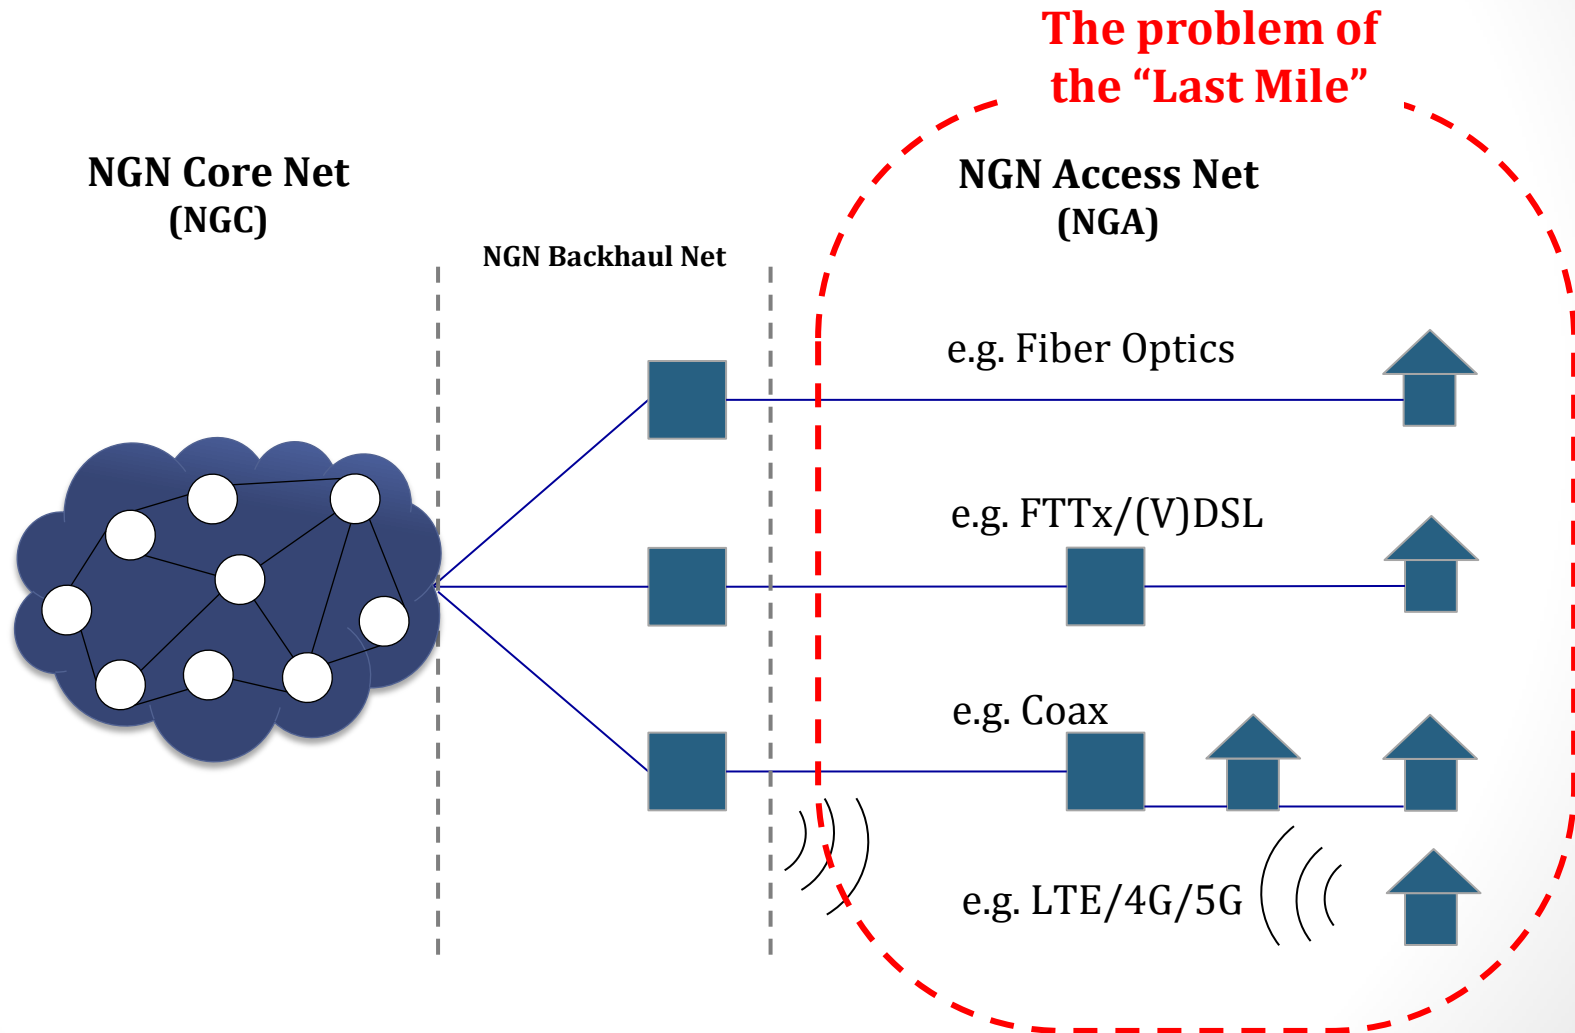 The problem of
the “Last Mile”
NGN Core Net
(NGC)
NGN Backhaul Net
NGN Access Net
(NGA)
e.g. Fiber Optics
e.g. FTTx/(V)DSL
e.g. Coax
e.g. LTE/4G/5G